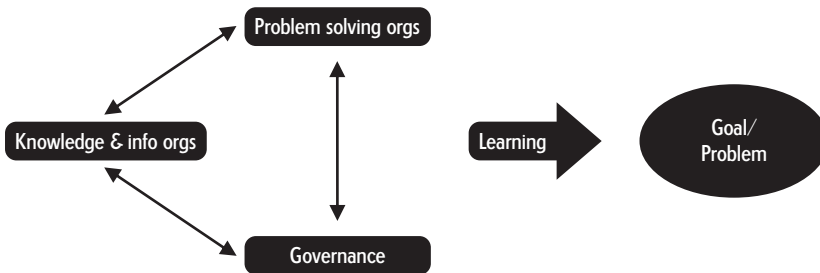 Problem solving orgs
Knowledge & info orgs
Learning
Goal/
Problem
Governance